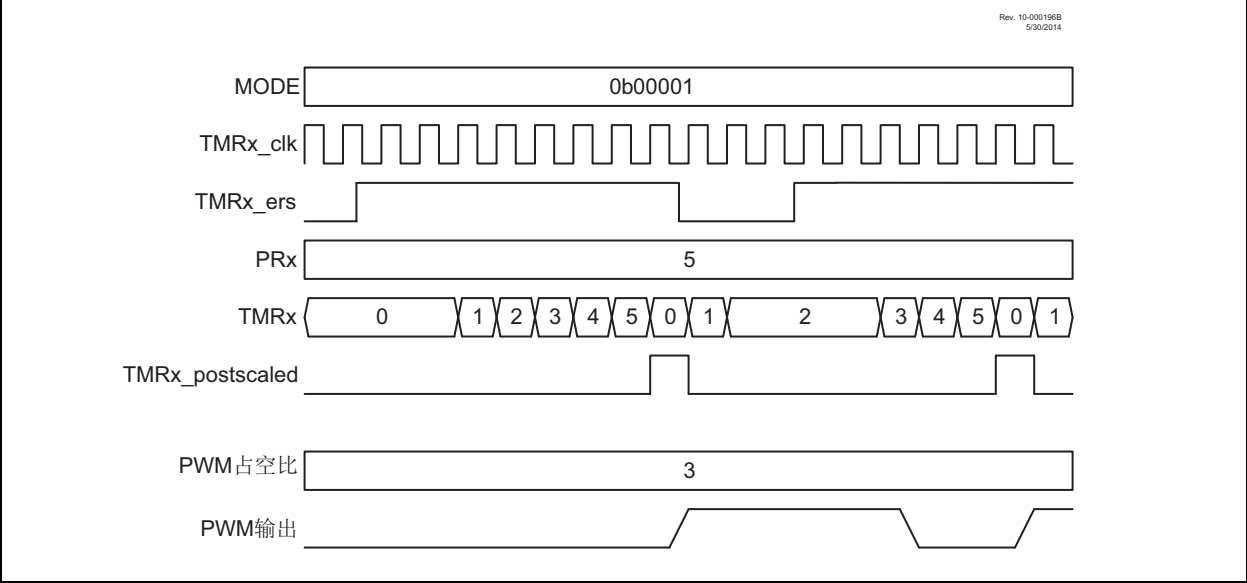 Rev. 10-000196B
5/30/2014
MODE 0b00001
TMRx_clk
TMRx_ers
PRx 5
TMRx 0 1 2 3 4 5 0 1 2 3 4 5 0 1
TMRx_postscaled
PWM占空比 3
PWM输出